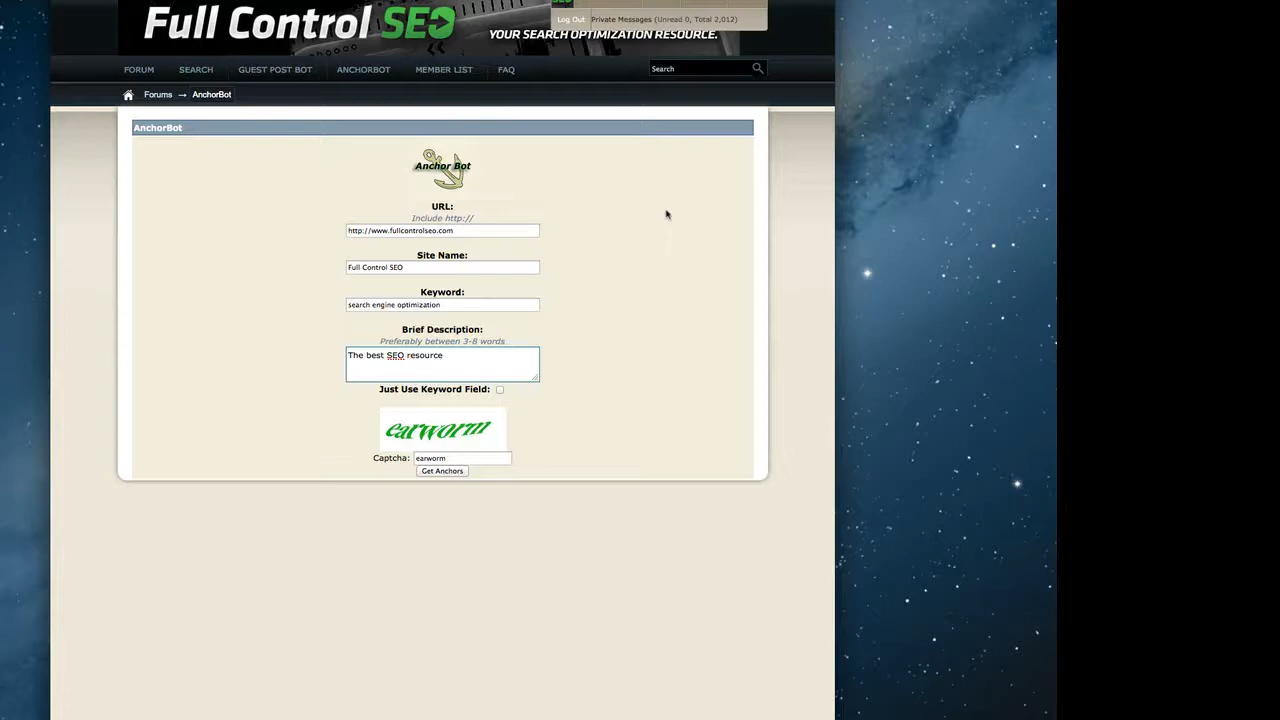 Full Control SEO
YOUR SEARCH OPTIMIZATION RESOURCE.
Log Out Private Messages (Unread 0, Total 2,012)
FORUM SEARCH GUEST POST BOT ANCHORBOT MEMBER LIST FAQ
Search
Forums → AnchorBot
AnchorBot
Anchor Bot
URL:
Include http://
http://www.fullcontrolseo.com
Site Name:
Full Control SEO
Keyword:
search engine optimization
Brief Description:
Preferably between 3-8 words
The best SEO resource
Just Use Keyword Field:
earworm
Captcha: earworm
Get Anchors